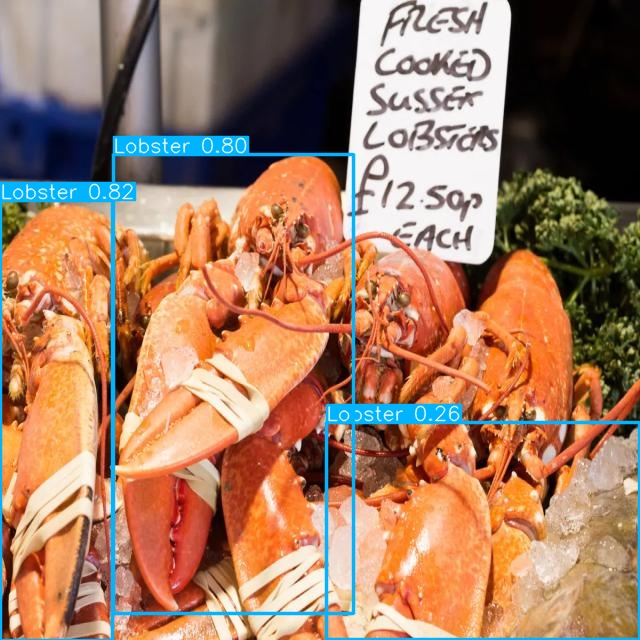 FRESH
COOKED
SUSSEX
LOBSTERS
£12.50p
EACH
Lobster 0.80
Lobster 0.82
Lobster 0.26